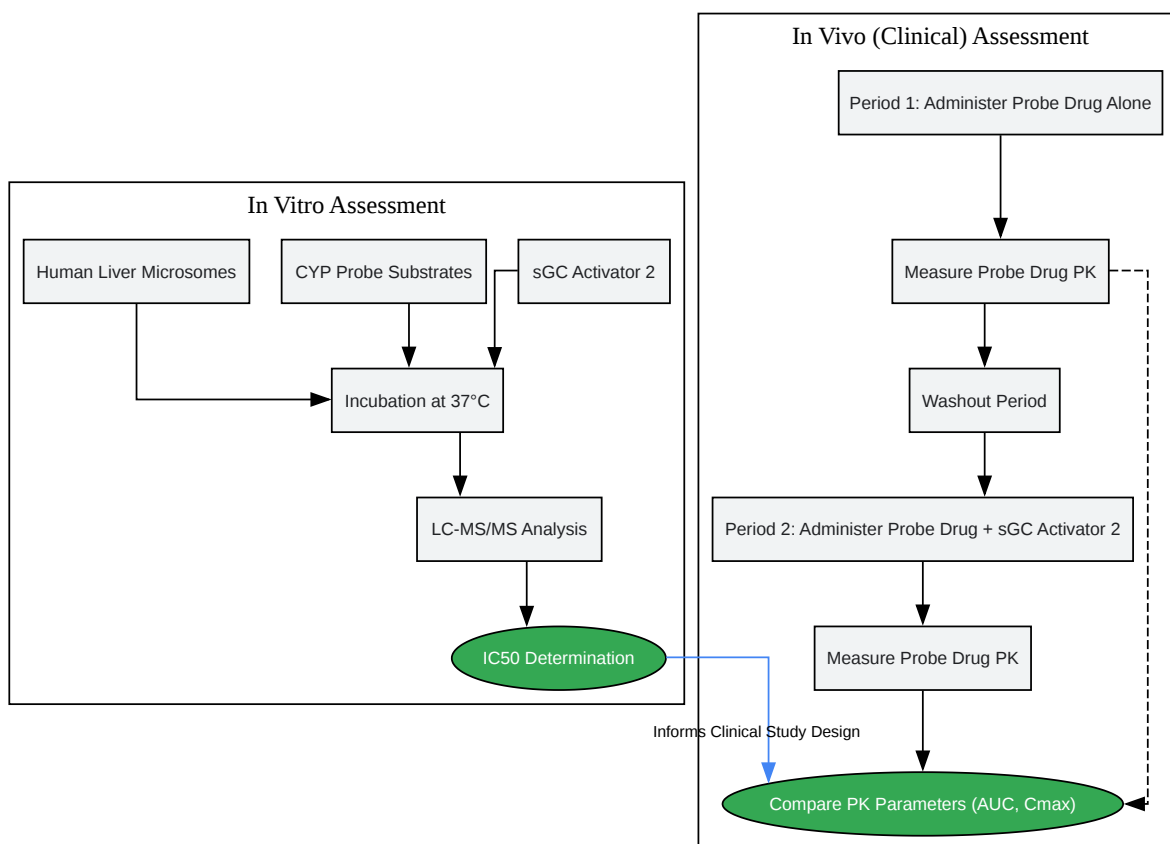 In Vitro Assessment
Human Liver Microsomes
CYP Probe Substrates
sGC Activator 2
Incubation at 37°C
LC-MS/MS Analysis
IC50 Determination
Informs Clinical Study Design
In Vivo (Clinical) Assessment
Period 1: Administer Probe Drug Alone
Measure Probe Drug PK
Washout Period
Period 2: Administer Probe Drug + sGC Activator 2
Measure Probe Drug PK
Compare PK Parameters (AUC, Cmax)